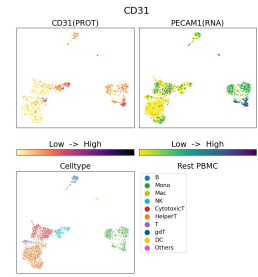 CD31
CD31(PROT)
PECAM1(RNA)
Low -> High
Low -> High
Celltype
Rest PBMC
B
Mono
Mac
NK
CytotoxicT
HelperT
T
gdT
DC
Others